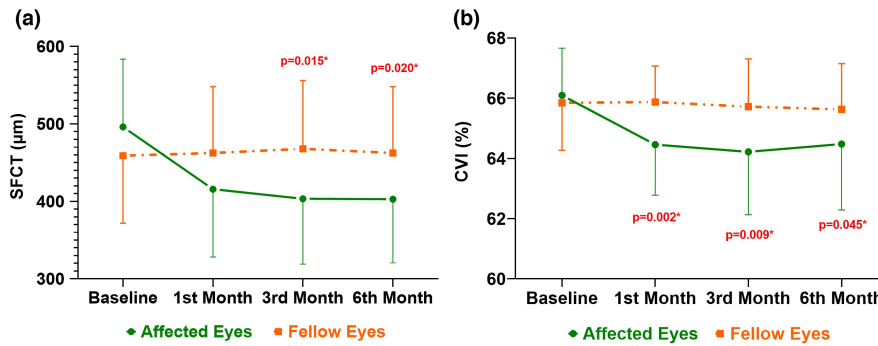 (a)
600
500
400
300
SFCT (µm)
p=0.015*
p=0.020*
Baseline 1st Month 3rd Month 6th Month
Affected Eyes Fellow Eyes
(b)
68
66
64
62
60
CVI (%)
p=0.002*
p=0.009*
p=0.045*
Baseline 1st Month 3rd Month 6th Month
Affected Eyes Fellow Eyes